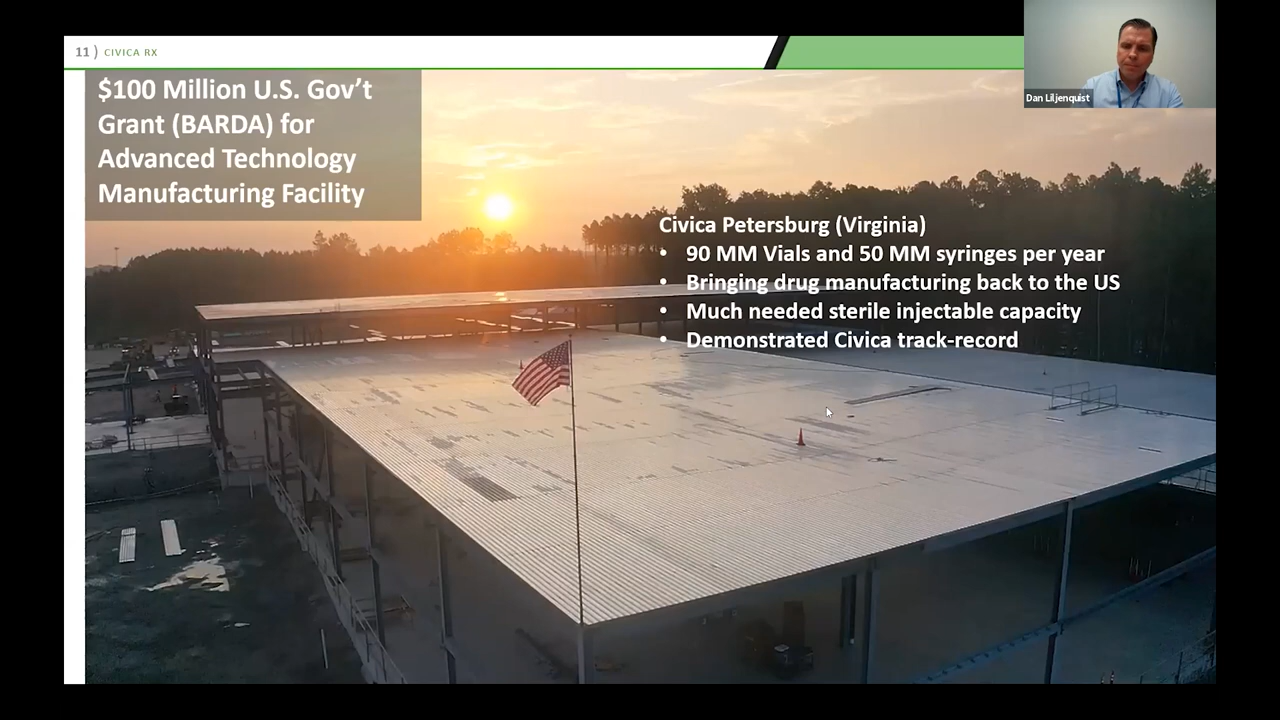 11 ) CIVICA RX
$100 Million U.S. Gov’t
Grant (BARDA) for
Advanced Technology
Manufacturing Facility
Dan Liljenquist
Civica Petersburg (Virginia)
• 90 MM Vials and 50 MM syringes per year
• Bringing drug manufacturing back to the US
• Much needed sterile injectable capacity
• Demonstrated Civica track-record